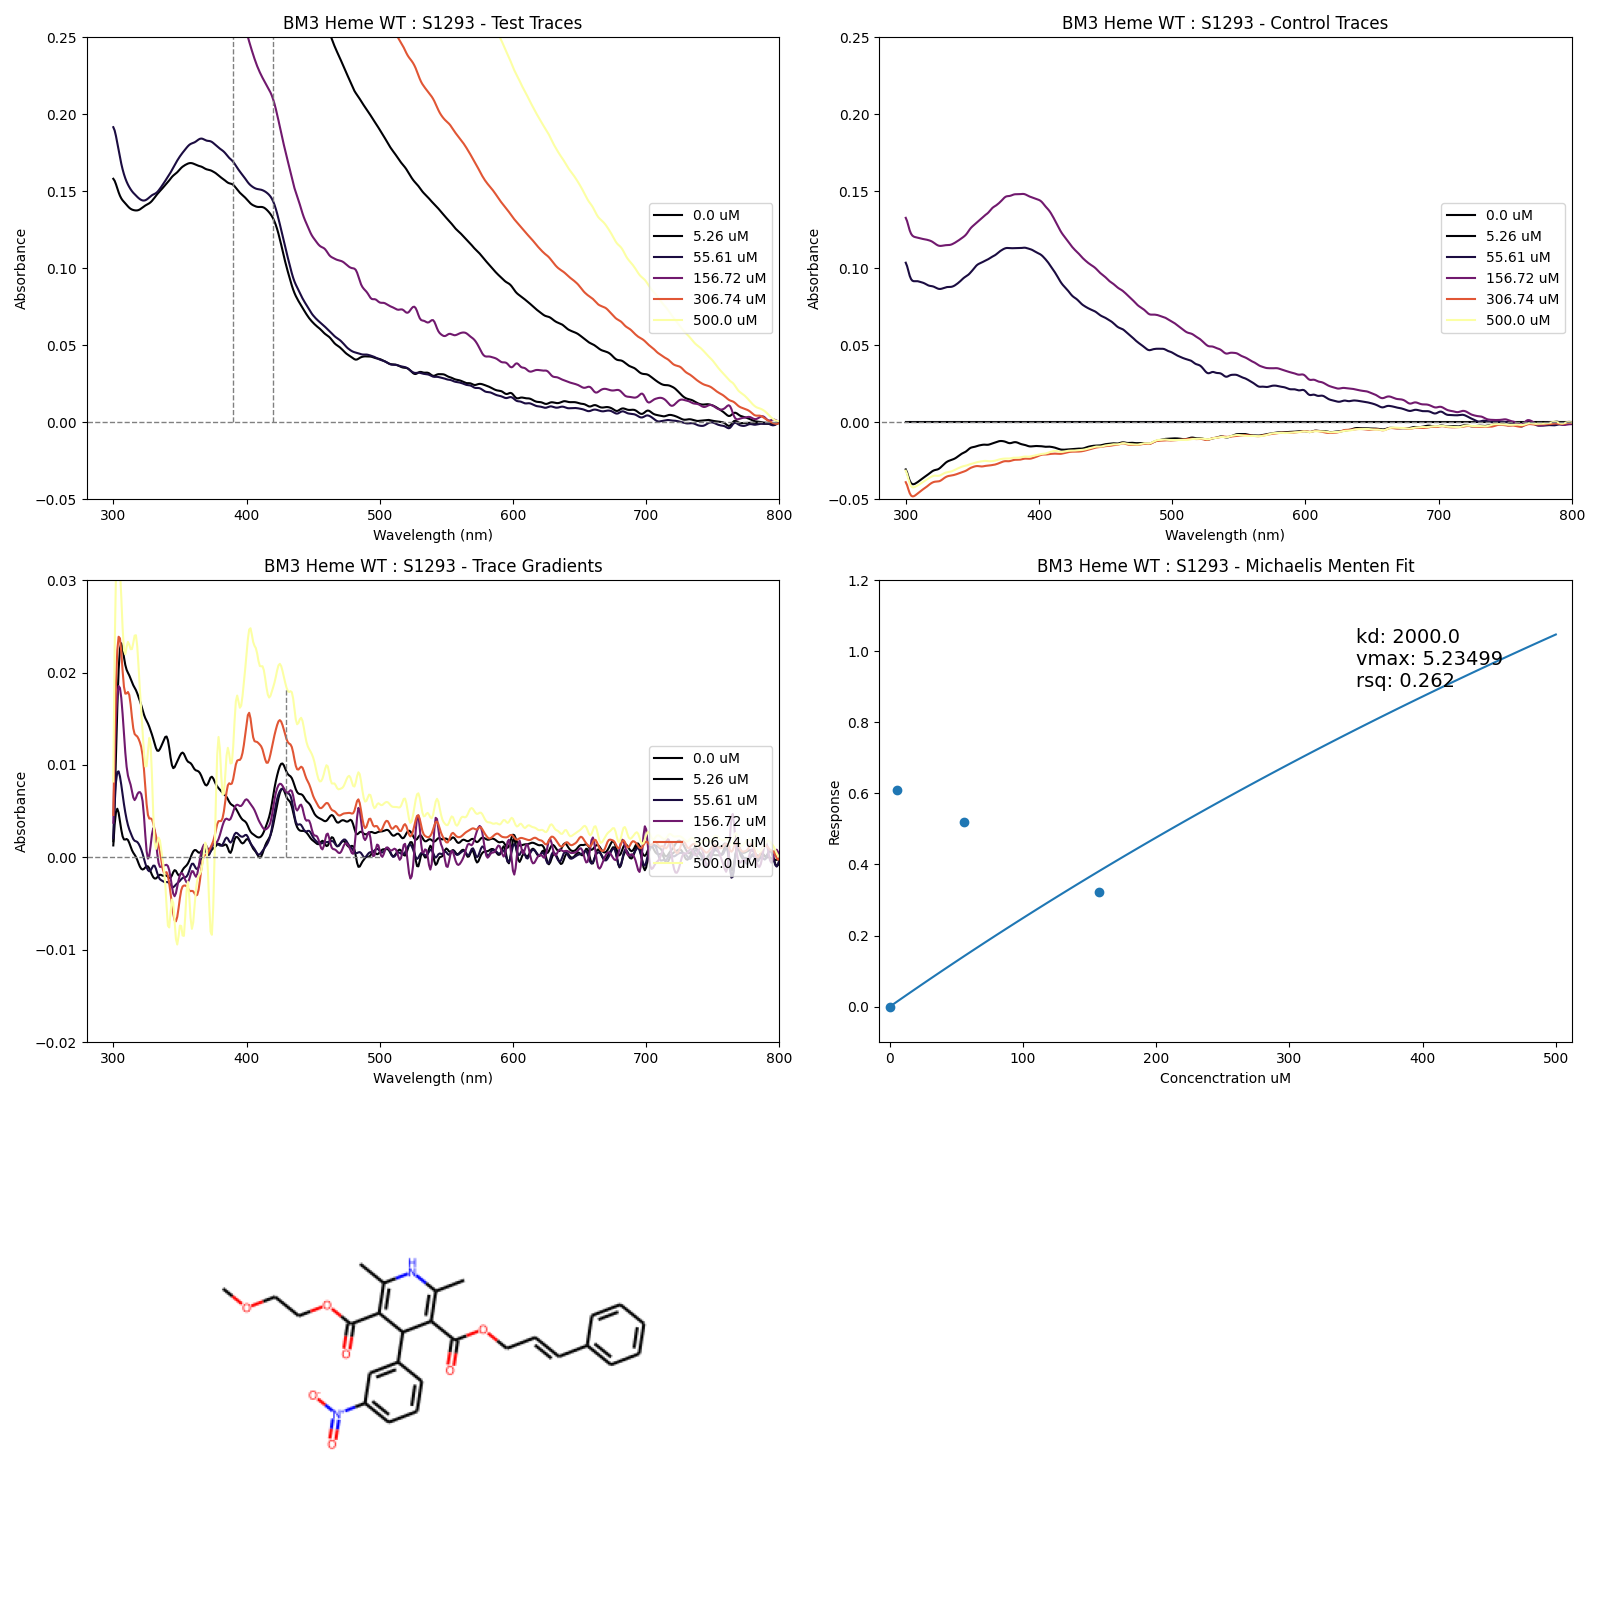 BM3 Heme WT : S1293 - Test Traces
0.25
0.20
0.15
0.10
0.05
0.00
−0.05
Absorbance
300 400 500 600 700 800
Wavelength (nm)
0.0 uM
5.26 uM
55.61 uM
156.72 uM
306.74 uM
500.0 uM
BM3 Heme WT : S1293 - Control Traces
0.25
0.20
0.15
0.10
0.05
0.00
−0.05
Absorbance
300 400 500 600 700 800
Wavelength (nm)
0.0 uM
5.26 uM
55.61 uM
156.72 uM
306.74 uM
500.0 uM
BM3 Heme WT : S1293 - Trace Gradients
0.03
0.02
0.01
0.00
−0.01
−0.02
Absorbance
300 400 500 600 700 800
Wavelength (nm)
0.0 uM
5.26 uM
55.61 uM
156.72 uM
306.74 uM
500.0 uM
BM3 Heme WT : S1293 - Michaelis Menten Fit
1.2
1.0
0.8
0.6
0.4
0.2
0.0
Response
0 100 200 300 400 500
Concenctration uM
kd: 2000.0
vmax: 5.23499
rsq: 0.262
H
N
O
O
O
O
O
O-
N+
O